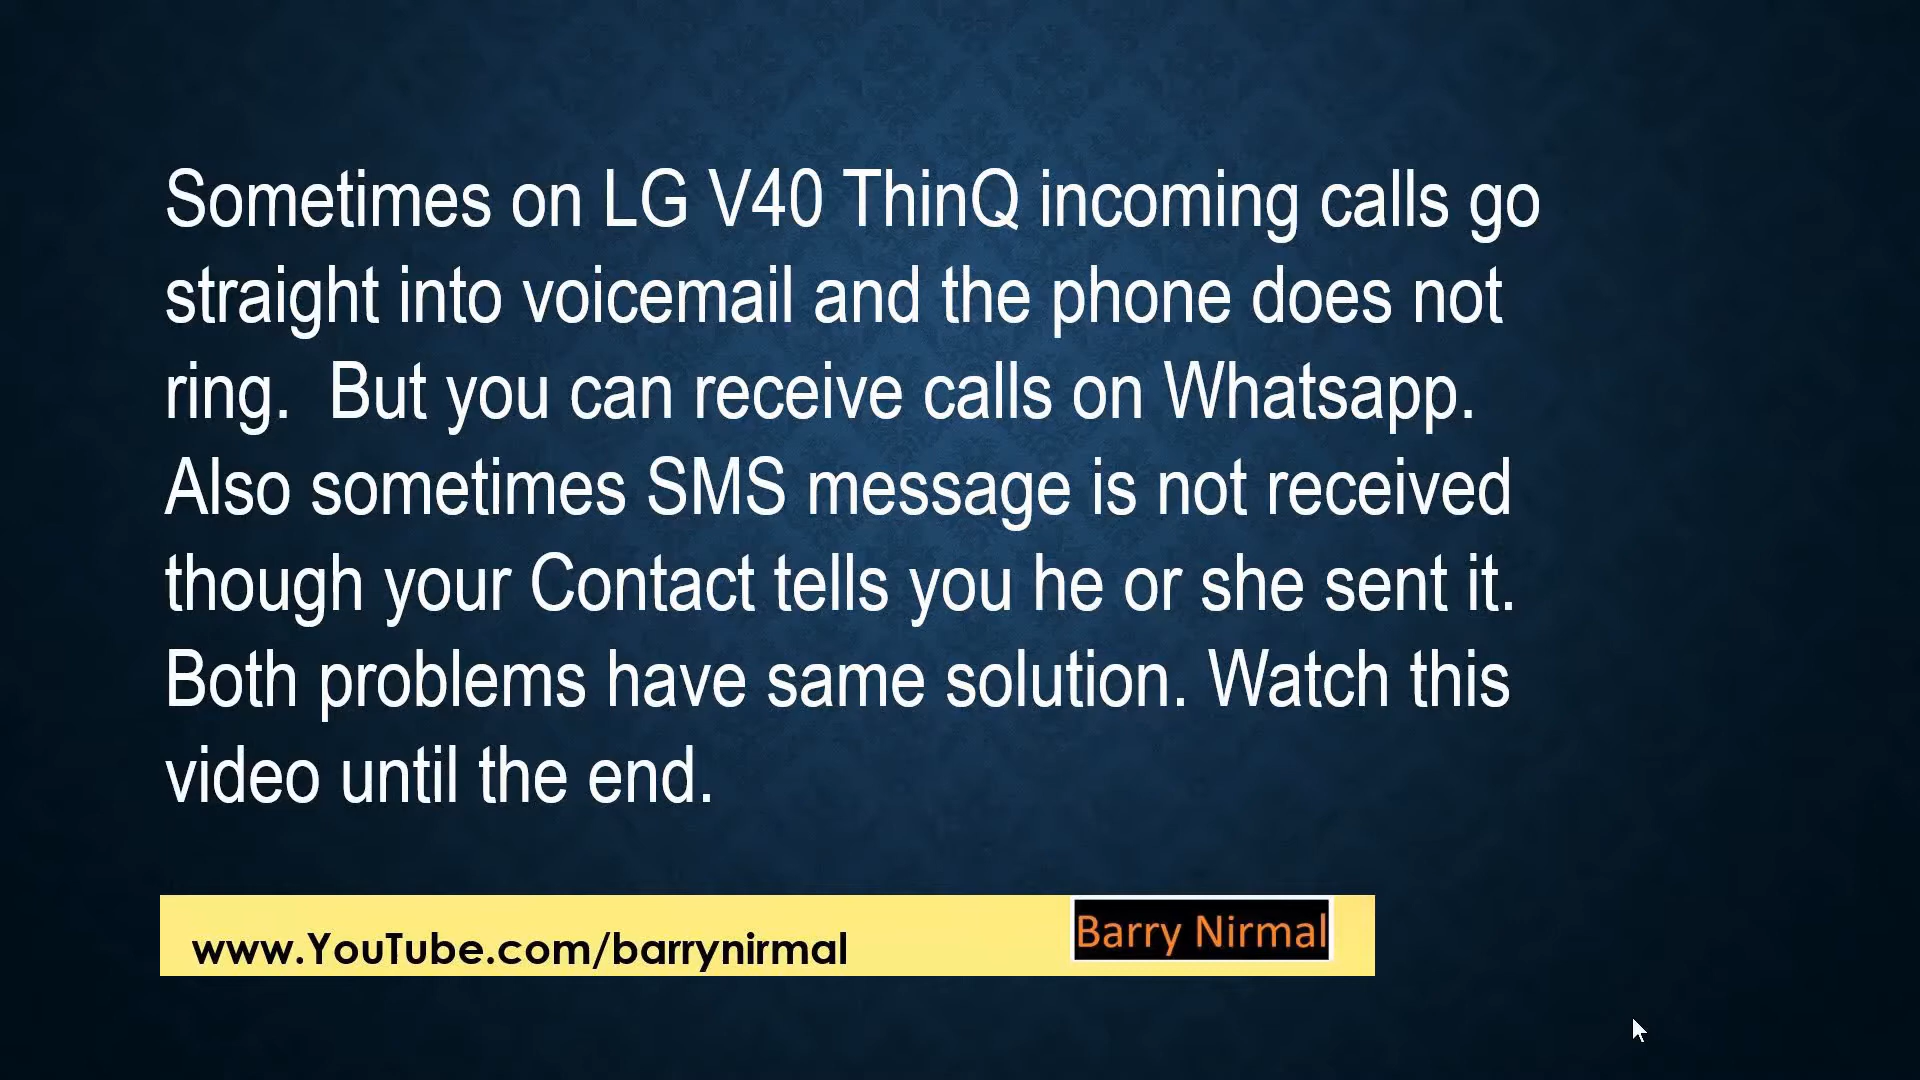 Sometimes on LG V40 ThinQ incoming calls go
straight into voicemail and the phone does not
ring.  But you can receive calls on Whatsapp.
Also sometimes SMS message is not received
though your Contact tells you he or she sent it.
Both problems have same solution. Watch this
video until the end.
www.YouTube.com/barrynirmal
Barry Nirmal